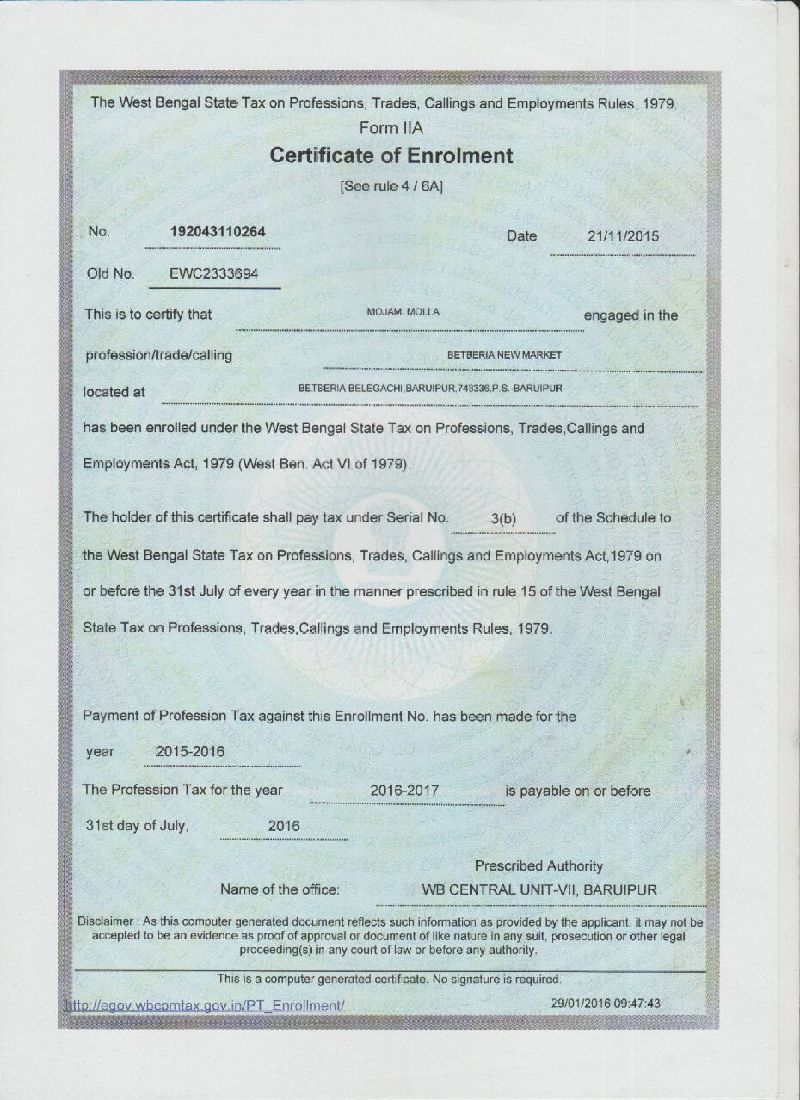 The West Bengal State Tax on Professions, Trades, Callings and Employments Rules, 1979.
Form IIA
Certificate of Enrolment
[See rule 4 / 6A]
No. 192043110264 Date 21/11/2015
Old No. EWC2333694
This is to certify that MOJAM MOLLA engaged in the
profession/trade/calling BETBERIA NEW MARKET
located at BETBERIA BELEGACHI,BARUIPUR,743336,P.S. BARUIPUR
has been enrolled under the West Bengal State Tax on Professions, Trades,Callings and
Employments Act, 1979 (West Ben. Act VI of 1979).
The holder of this certificate shall pay tax under Serial No. 3(b) of the Schedule to
the West Bengal State Tax on Professions, Trades, Callings and Employments Act,1979 on
or before the 31st July of every year in the manner prescribed in rule 15 of the West Bengal
State Tax on Professions, Trades,Callings and Employments Rules, 1979.
Payment of Profession Tax against this Enrollment No. has been made for the
year 2015-2016
The Profession Tax for the year 2016-2017 is payable on or before
31st day of July, 2016
Prescribed Authority
Name of the office: WB CENTRAL UNIT-VII, BARUIPUR
Disclaimer : As this computer generated document reflects such information as provided by the applicant, it may not be
accepted to be an evidence as proof of approval or document of like nature in any suit, prosecution or other legal
proceeding(s) in any court of law or before any authority.
This is a computer generated certificate. No signature is required.
http://egov.wbcomtax.gov.in/PT_Enrollment/ 29/01/2016 09:47:43